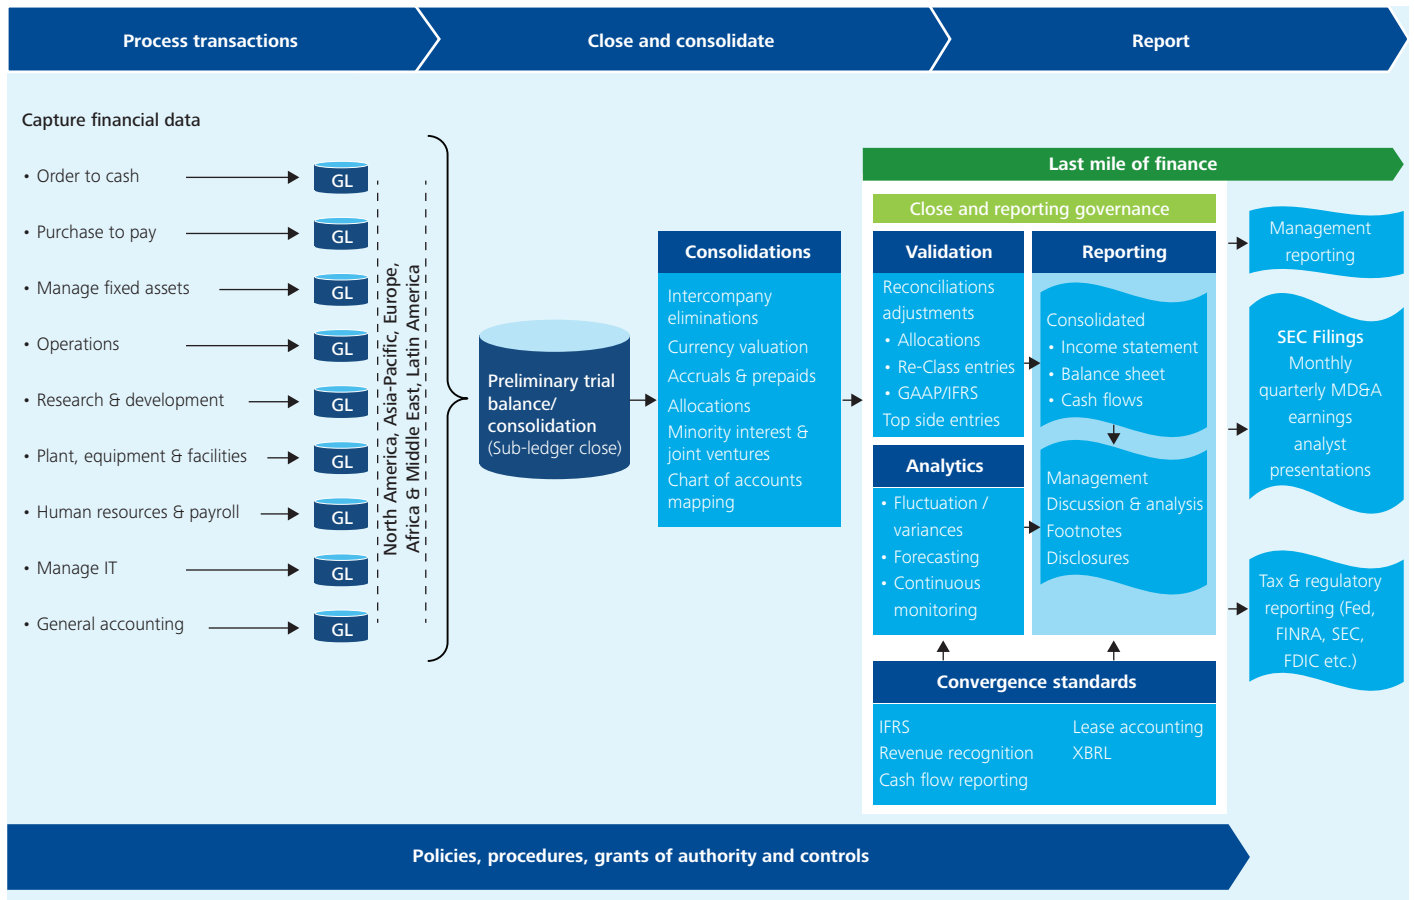 Process transactions
Close and consolidate
Report
Capture financial data
• Order to cash
GL
• Purchase to pay
GL
• Manage fixed assets
GL
• Operations
GL
• Research & development
GL
• Plant, equipment & facilities
GL
• Human resources & payroll
GL
• Manage IT
GL
• General accounting
GL
North America, Asia-Pacific, Europe,
Africa & Middle East, Latin America
Preliminary trial
balance/
consolidation
(Sub-ledger close)
Consolidations
Intercompany
eliminations
Currency valuation
Accruals & prepaids
Allocations
Minority interest &
joint ventures
Chart of accounts
mapping
Last mile of finance
Close and reporting governance
Validation
Reconciliations
adjustments
• Allocations
• Re-Class entries
• GAAP/IFRS
Top side entries
Analytics
• Fluctuation /
variances
• Forecasting
• Continuous
monitoring
Reporting
Consolidated
• Income statement
• Balance sheet
• Cash flows
Management
Discussion & analysis
Footnotes
Disclosures
Convergence standards
IFRS
Revenue recognition
Cash flow reporting
Lease accounting
XBRL
Management
reporting
SEC Filings
Monthly
quarterly MD&A
earnings
analyst
presentations
Tax & regulatory
reporting (Fed,
FINRA, SEC,
FDIC etc.)
Policies, procedures, grants of authority and controls